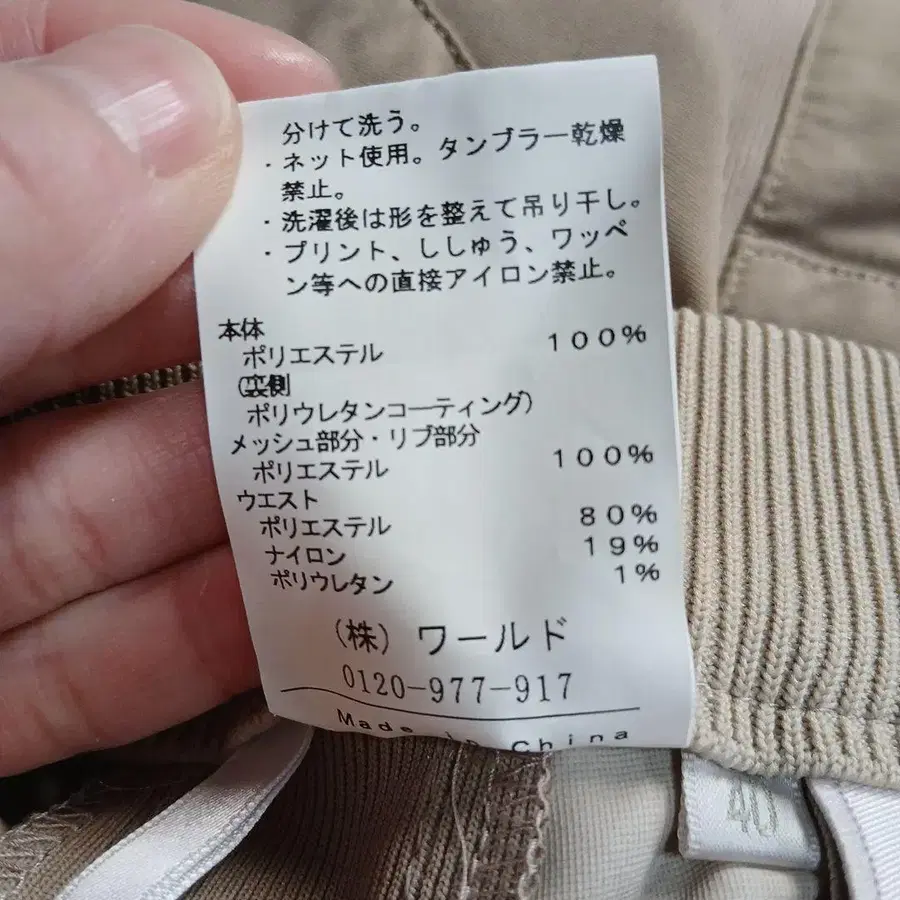 分けて洗う。
・ネット使用。タンブラー乾燥
禁止。
・洗濯後は形を整えて吊り干し。
・プリント、ししゅう、ワッペ
ン等への直接アイロン禁止。
本体
ポリエステル 100%
(裏側
ポリウレタンコーティング)
メッシュ部分・リブ部分
ポリエステル 100%
ウエスト
ポリエステル 80%
ナイロン 19%
ポリウレタン 1%
(株) ワールド
0120-977-917
Made in China
40